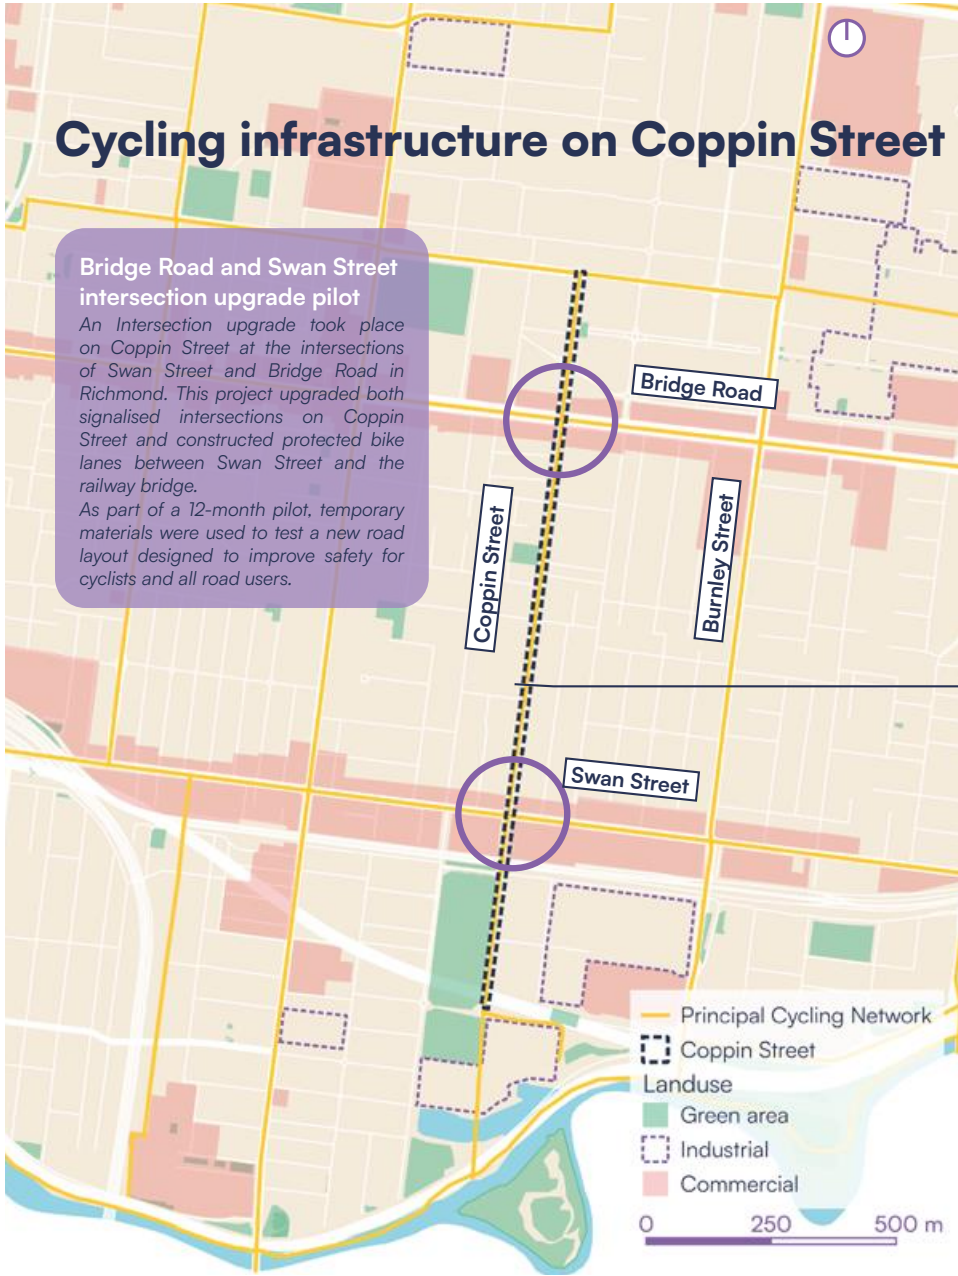 Cycling infrastructure on Coppin Street
Bridge Road and Swan Street
intersection upgrade pilot
An Intersection upgrade took place
on Coppin Street at the intersections
of Swan Street and Bridge Road in
Richmond. This project upgraded both
signalised intersections on Coppin
Street and constructed protected bike
lanes between Swan Street and the
railway bridge.
As part of a 12-month pilot, temporary
materials were used to test a new road
layout designed to improve safety for
cyclists and all road users.
Bridge Road
Coppin Street
Burnley Street
Swan Street
Principal Cycling Network
Coppin Street
Landuse
Green area
Industrial
Commercial
0 250 500 m